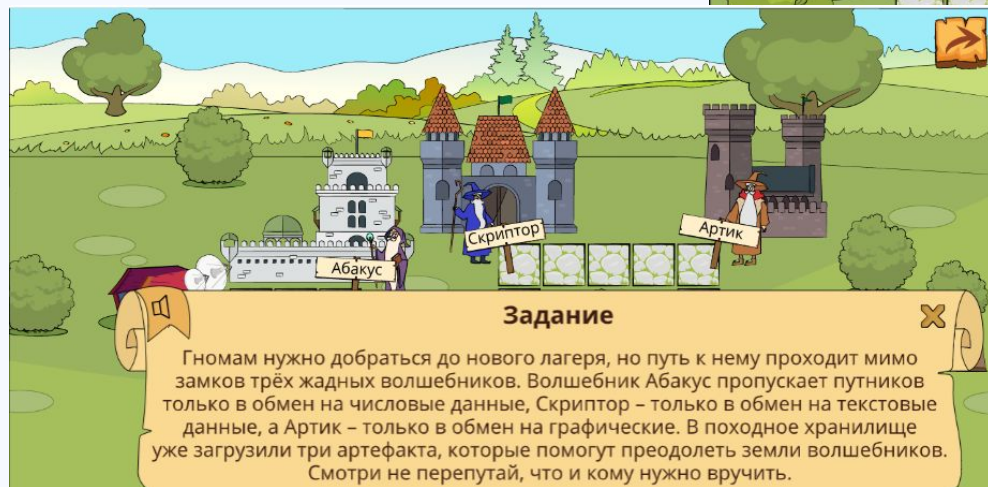 Скриптор
Артик
Абакус
Задание
Гномам нужно добраться до нового лагеря, но путь к нему проходит мимо
замков трёх жадных волшебников. Волшебник Абакус пропускает путников
только в обмен на числовые данные, Скриптор – только в обмен на текстовые
данные, а Артик – только в обмен на графические. В походное хранилище
уже загрузили три артефакта, которые помогут преодолеть земли волшебников.
Смотри не перепутай, что и кому нужно вручить.